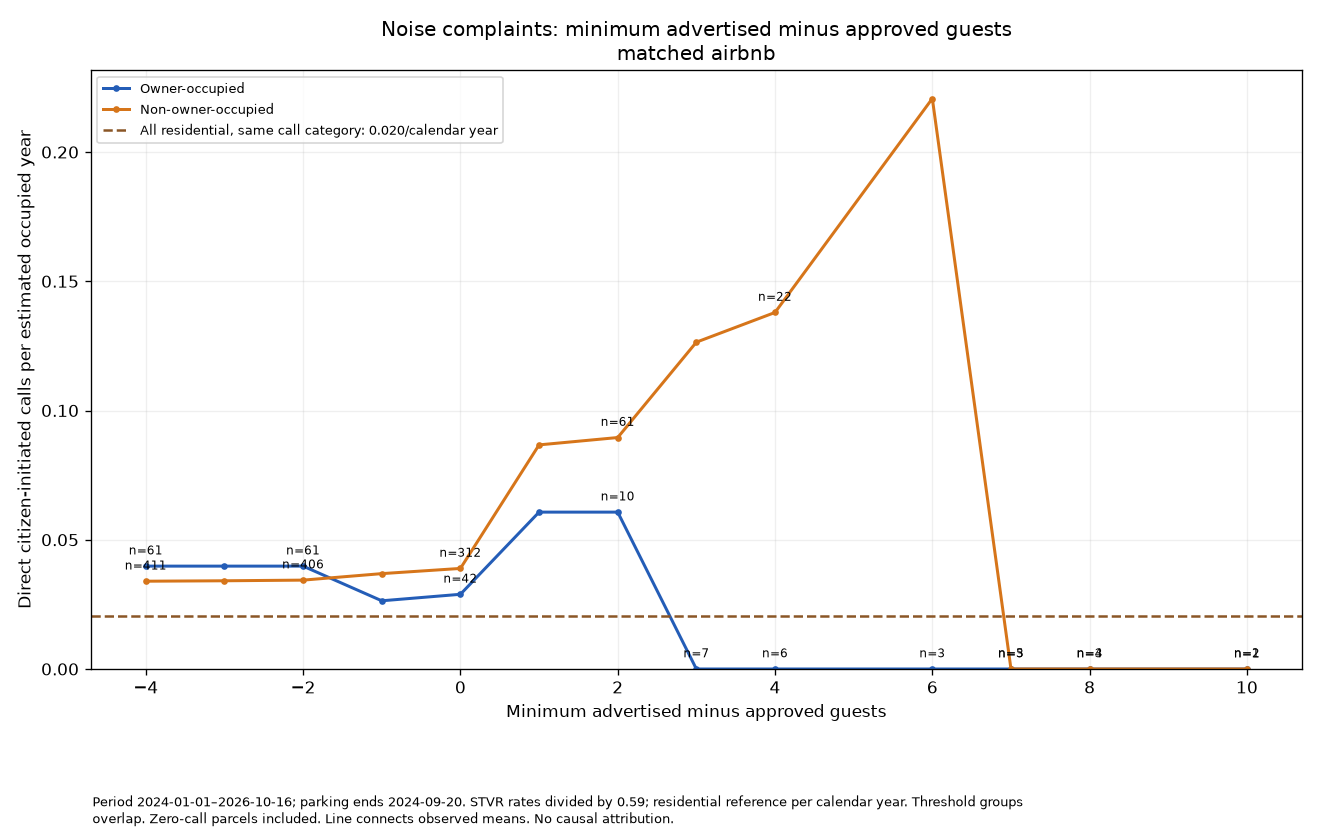 Noise complaints: minimum advertised minus approved guests
matched airbnb
Owner-occupied
Non-owner-occupied
All residential, same call category: 0.020/calendar year
Direct citizen-initiated calls per estimated occupied year
0.20
0.15
0.10
0.05
0.00
n=61
n=411
n=61
n=406
n=312
n=42
n=61
n=10
n=22
n=7
n=6
n=3
−4
−2
0
2
4
6
8
10
Minimum advertised minus approved guests
Period 2024-01-01–2026-10-16; parking ends 2024-09-20. STVR rates divided by 0.59; residential reference per calendar year. Threshold groups
overlap. Zero-call parcels included. Line connects observed means. No causal attribution.